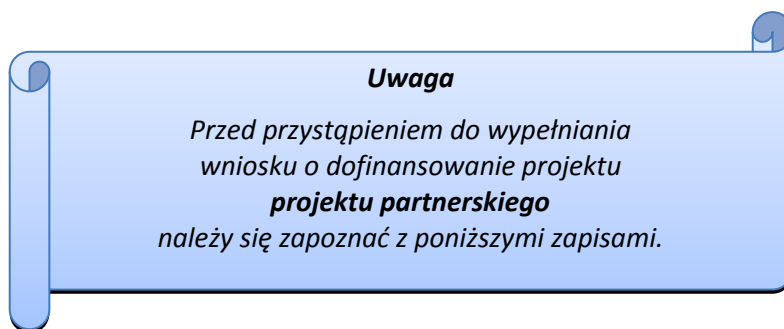 Uwaga
Przed przystąpieniem do wypełniania
wniosku o dofinansowanie projektu
projektu partnerskiego
należy się zapoznać z poniższymi zapisami.